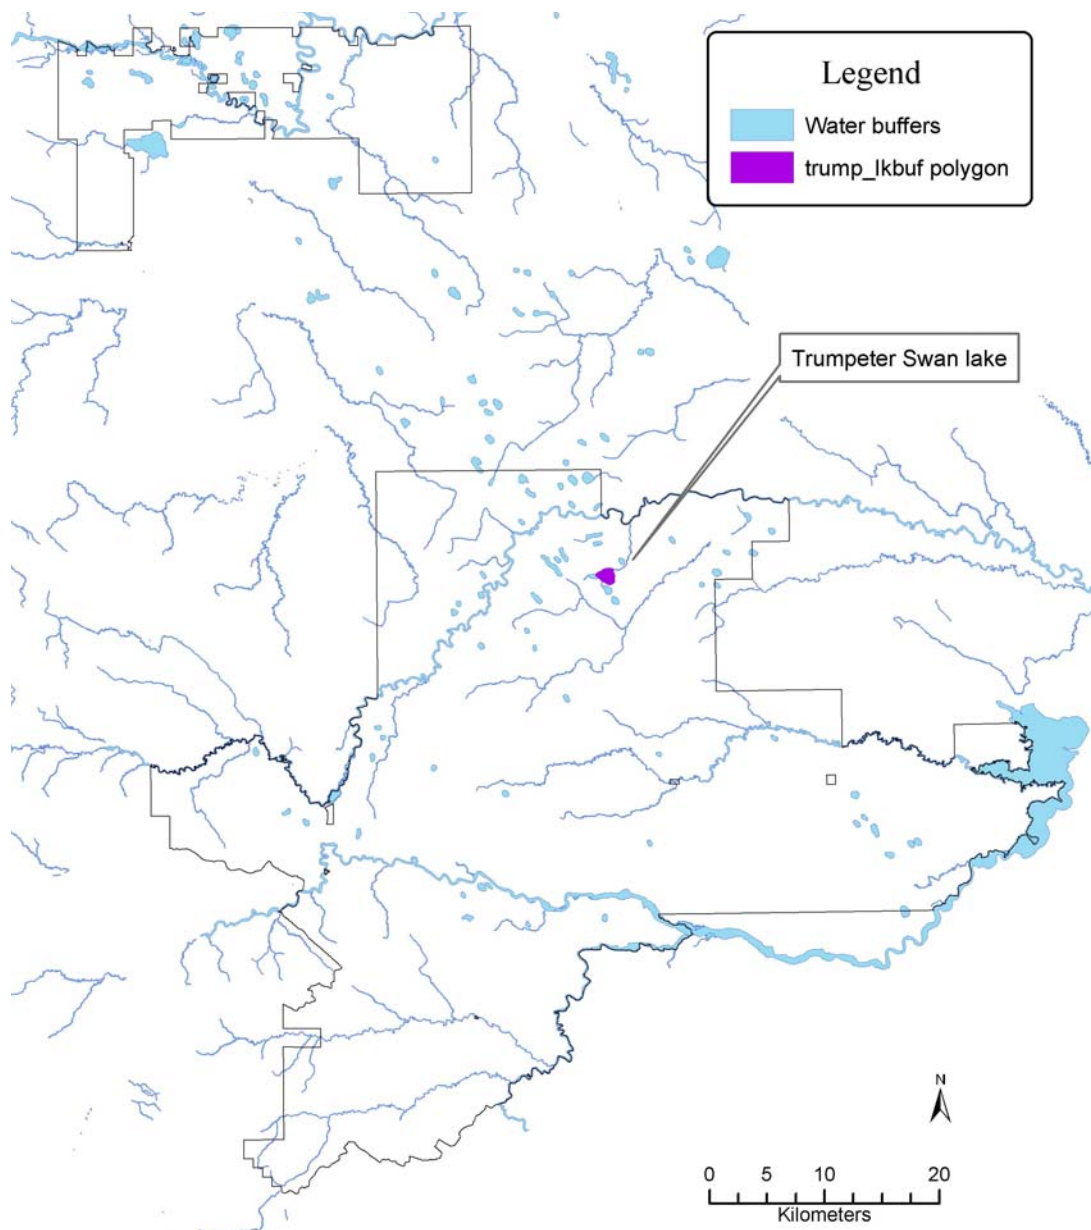 Legend
Water buffers
trump_lkbuf polygon
Trumpeter Swan lake
N
0 5 10 20
Kilometers